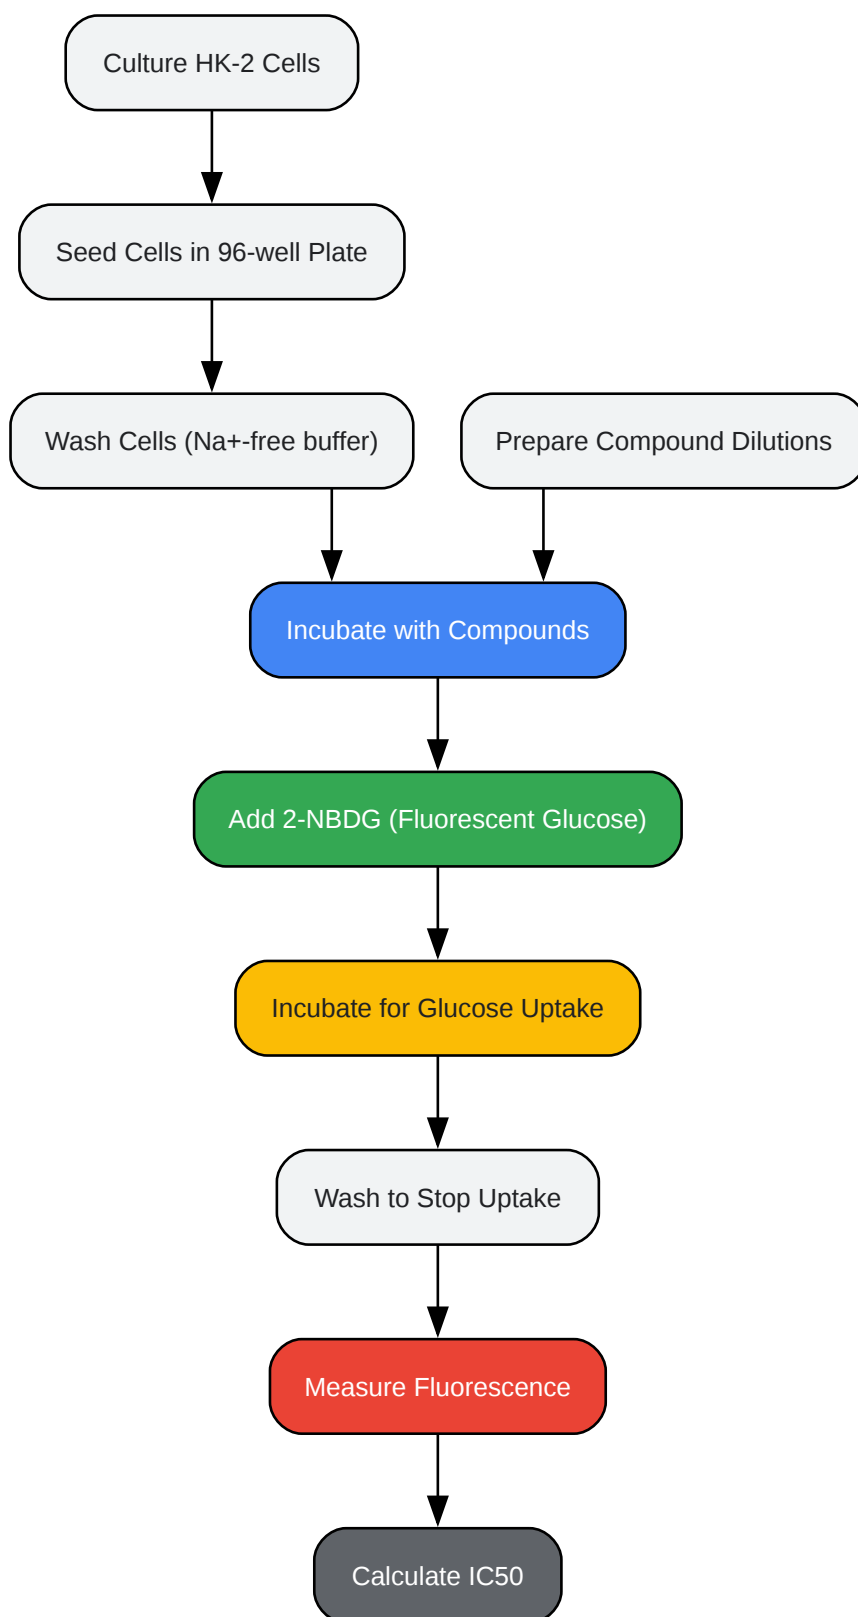 Culture HK-2 Cells
Seed Cells in 96-well Plate
Wash Cells (Na+-free buffer)
Prepare Compound Dilutions
Incubate with Compounds
Add 2-NBDG (Fluorescent Glucose)
Incubate for Glucose Uptake
Wash to Stop Uptake
Measure Fluorescence
Calculate IC50